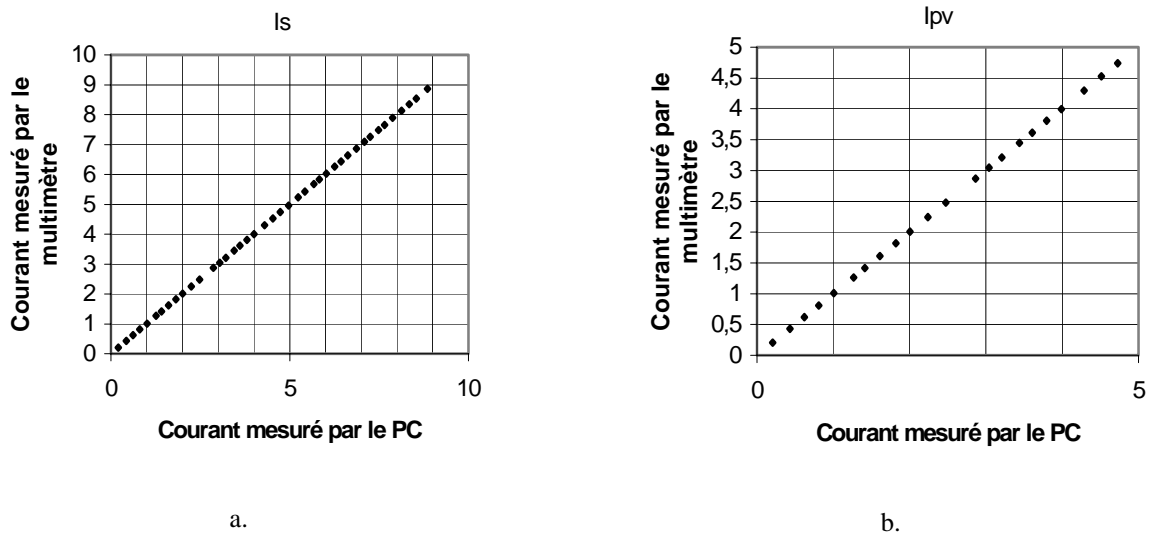 Is
10
9
8
7
6
5
4
3
2
1
0
0 5 10
Courant mesuré par le
multimètre
Courant mesuré par le PC
a.
Ipv
5
4,5
4
3,5
3
2,5
2
1,5
1
0,5
0
0 5
Courant mesuré par le
multimètre
Courant mesuré par le PC
b.